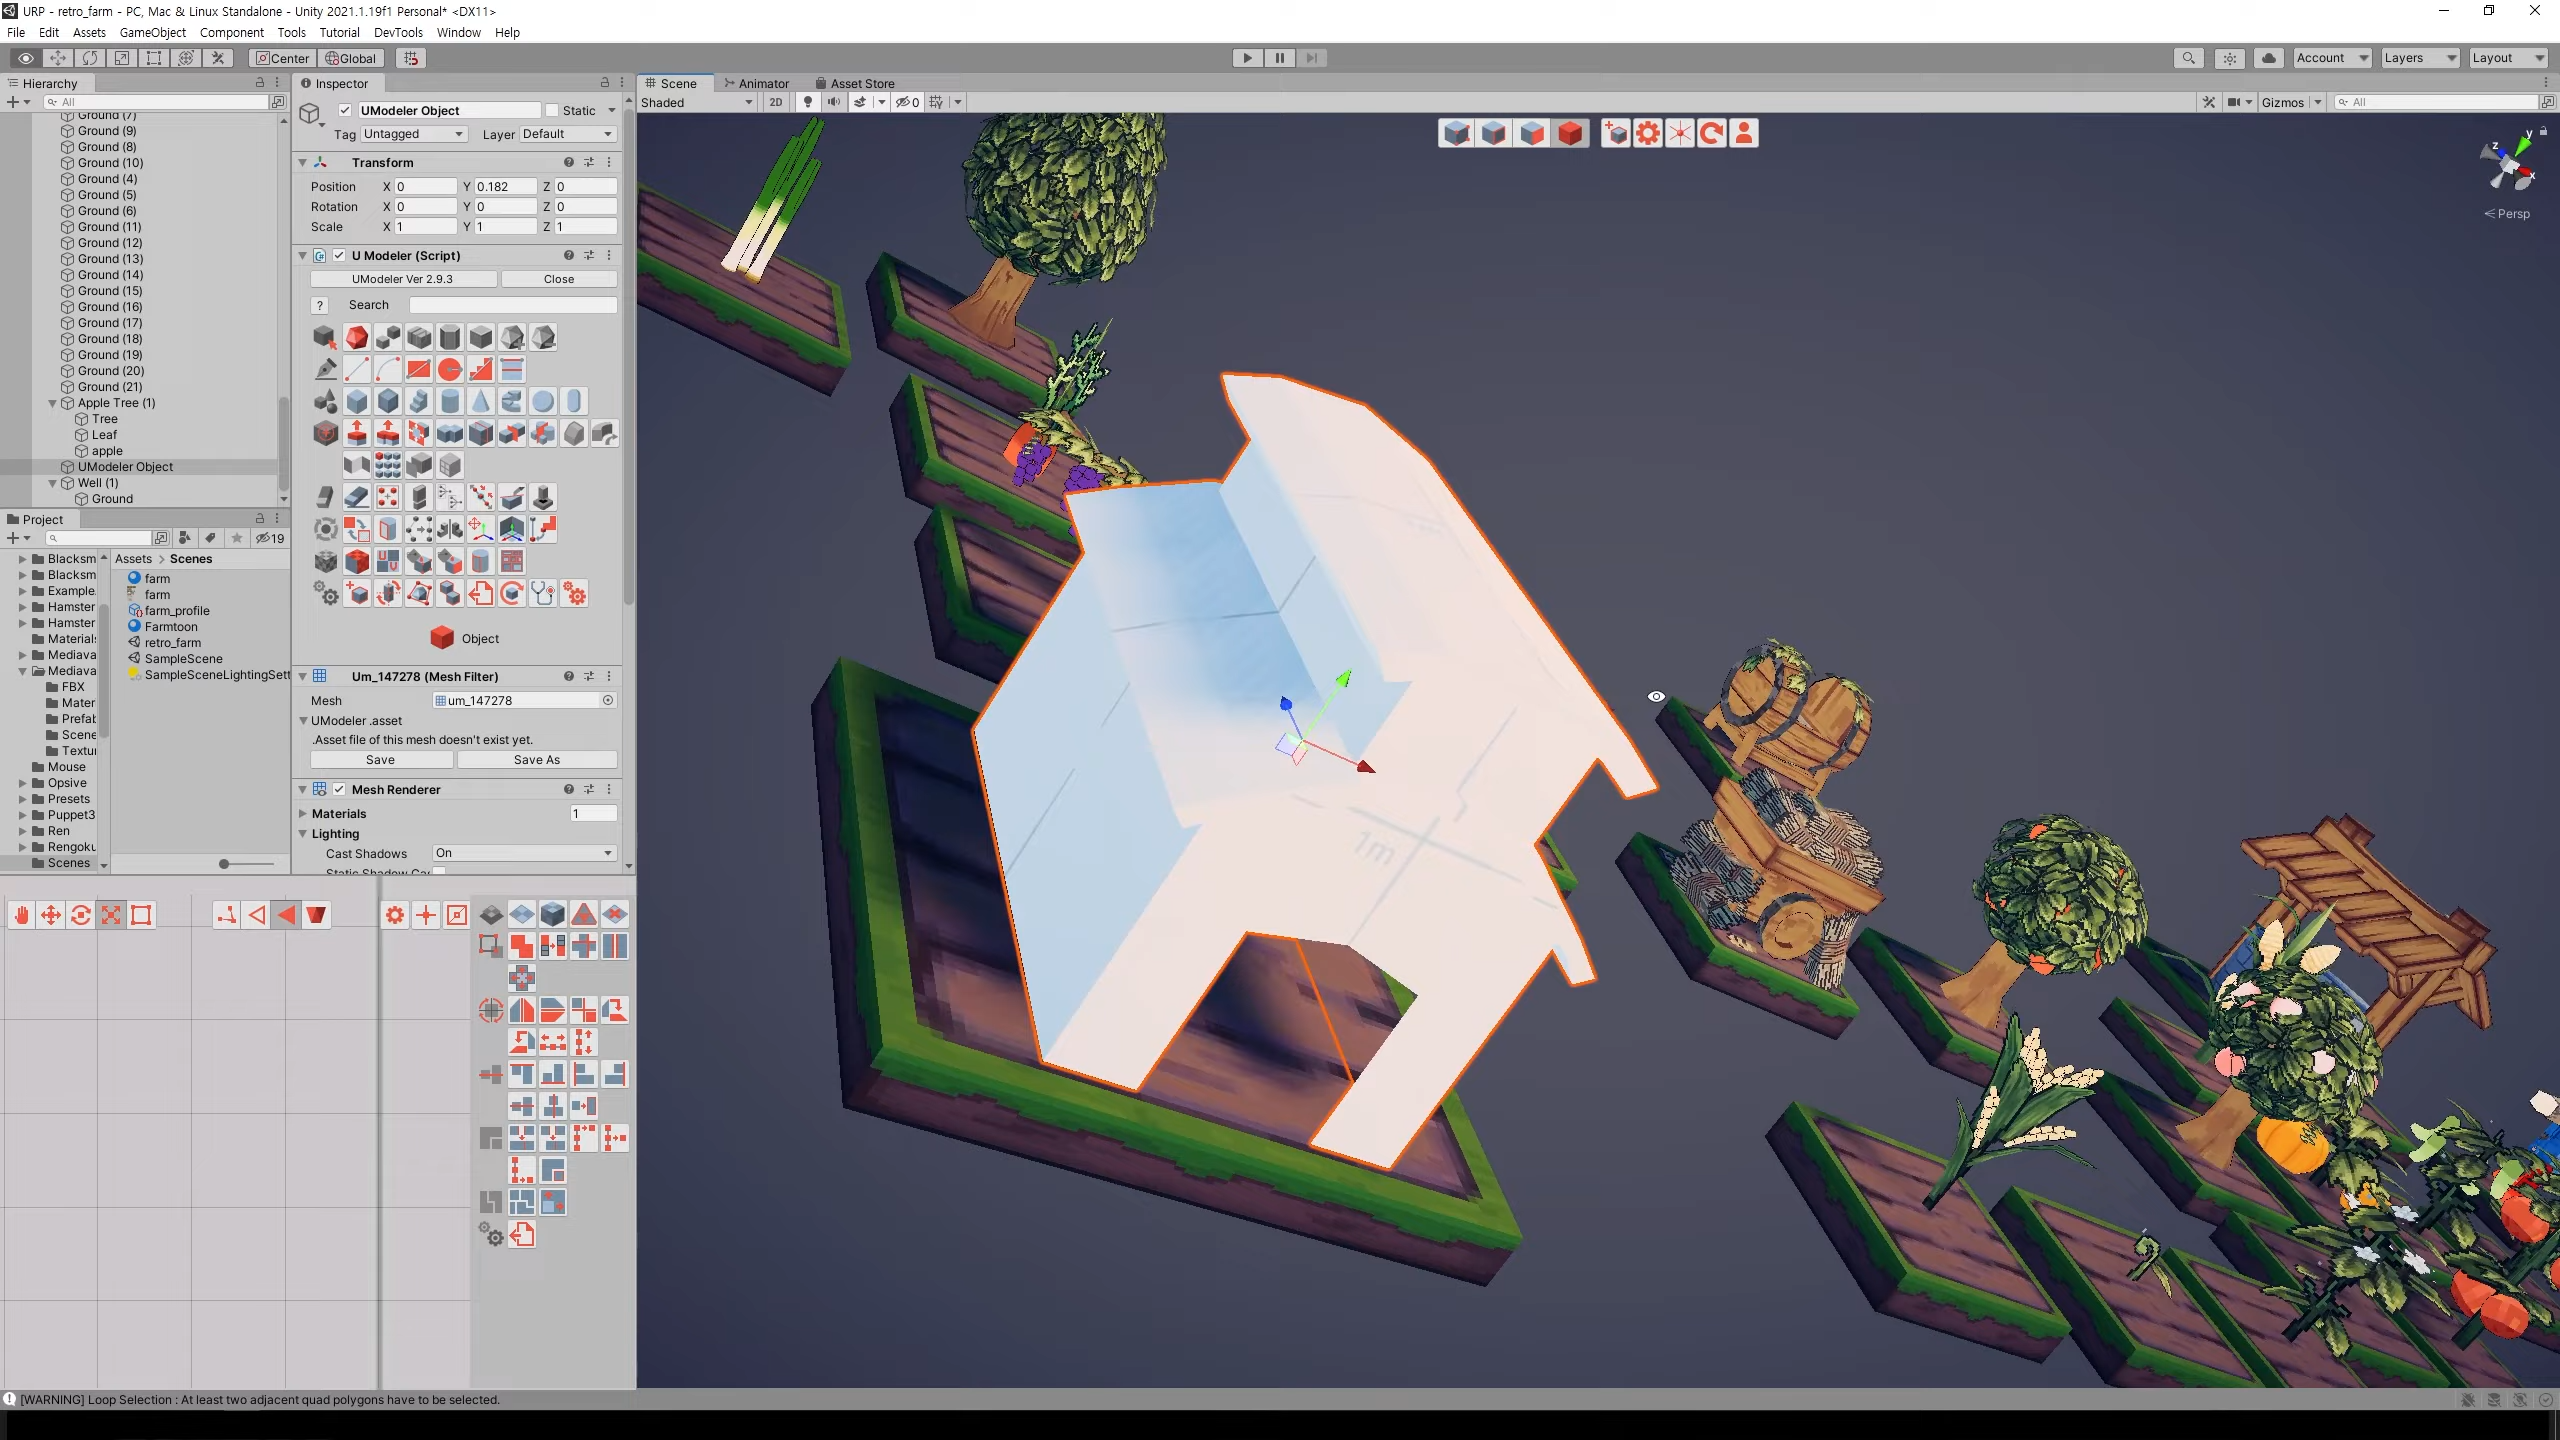 URP - retro_farm - PC, Mac & Linux Standalone - Unity 2021.1.19f1 Personal* <DX11>
File Edit Assets GameObject Component Tools Tutorial DevTools Window Help
Center Global Account Layers Layout
Hierarchy
All
Ground (7)
Ground (9)
Ground (8)
Ground (10)
Ground (4)
Ground (5)
Ground (6)
Ground (11)
Ground (12)
Ground (13)
Ground (14)
Ground (15)
Ground (16)
Ground (17)
Ground (18)
Ground (19)
Ground (20)
Ground (21)
Apple Tree (1)
Tree
Leaf
apple
UModeler Object
Well (1)
Ground
Project
19
Blacksm
Blacksm
Example
Hamster
Hamster
Material
Mediava
Mediava
FBX
Mater
Prefab
Scene
Textu
Mouse
Opsive
Presets
Puppet3
Ren
Rengoku
Scenes
Assets > Scenes
farm
farm
farm_profile
Farmtoon
retro_farm
SampleScene
SampleSceneLightingSett
Inspector
UModeler Object Static
Tag Untagged Layer Default
Transform
Position X 0 Y 0.182 Z 0
Rotation X 0 Y 0 Z 0
Scale X 1 Y 1 Z 1
U Modeler (Script)
UModeler Ver 2.9.3 Close
? Search
Object
Um_147278 (Mesh Filter)
Mesh um_147278
UModeler .asset
.Asset file of this mesh doesn't exist yet.
Save Save As
Mesh Renderer
Materials 1
Lighting
Cast Shadows On
Scene Animator Asset Store
Shaded 2D 0 Gizmos All
y
z
x
Persp
1m
[WARNING] Loop Selection : At least two adjacent quad polygons have to be selected.